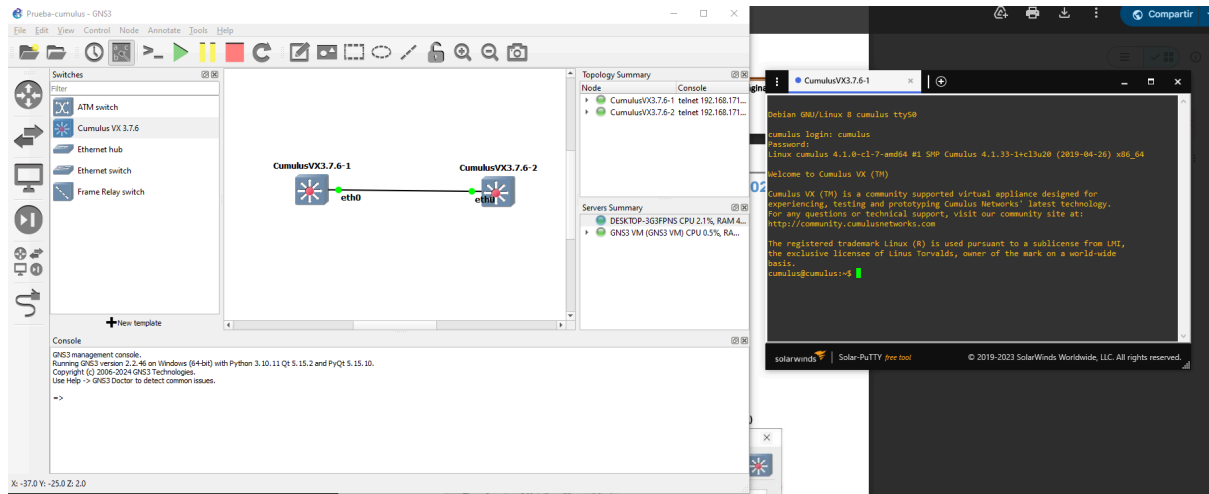 Prueba-cumulus - GNS3
File Edit View Control Node Annotate Tools Help
Switches
Filter
ATM switch
Cumulus VX 3.7.6
Ethernet hub
Ethernet switch
Frame Relay switch
New template
CumulusVX3.7.6-1
CumulusVX3.7.6-2
eth0
Topology Summary
Node Console
CumulusVX3.7.6-1 telnet 192.168.171...
CumulusVX3.7.6-2 telnet 192.168.171...
Servers Summary
DESKTOP-3G3FPNS CPU 2.1%, RAM 4...
GNS3 VM (GNS3 VM) CPU 0.5%, RA...
Console
GNS3 management console.
Running GNS3 version 2.2.46 on Windows (64-bit) with Python 3.10.11 Qt 5.15.2 and PyQt 5.15.10.
Copyright (c) 2006-2024 GNS3 Technologies.
Use Help -> GNS3 Doctor to detect common issues.
=>
X: -37.0 Y: -25.0 Z: 2.0
Compartir
CumulusVX3.7.6-1
Debian GNU/Linux 8 cumulus ttyS0
cumulus login: cumulus
Password:
Linux cumulus 4.1.0-cl-7-amd64 #1 SMP Cumulus 4.1.33-1+cl3u20 (2019-04-26) x86_64
Welcome to Cumulus VX (TM)
Cumulus VX (TM) is a community supported virtual appliance designed for
experiencing, testing and prototyping Cumulus Networks' latest technology.
For any questions or technical support, visit our community site at:
http://community.cumulusnetworks.com
The registered trademark Linux (R) is used pursuant to a sublicense from LMI,
the exclusive licensee of Linus Torvalds, owner of the mark on a world-wide
basis.
cumulus@cumulus:~$
solarwinds Solar-PuTTY free tool © 2019-2023 SolarWinds Worldwide, LLC. All rights reserved.